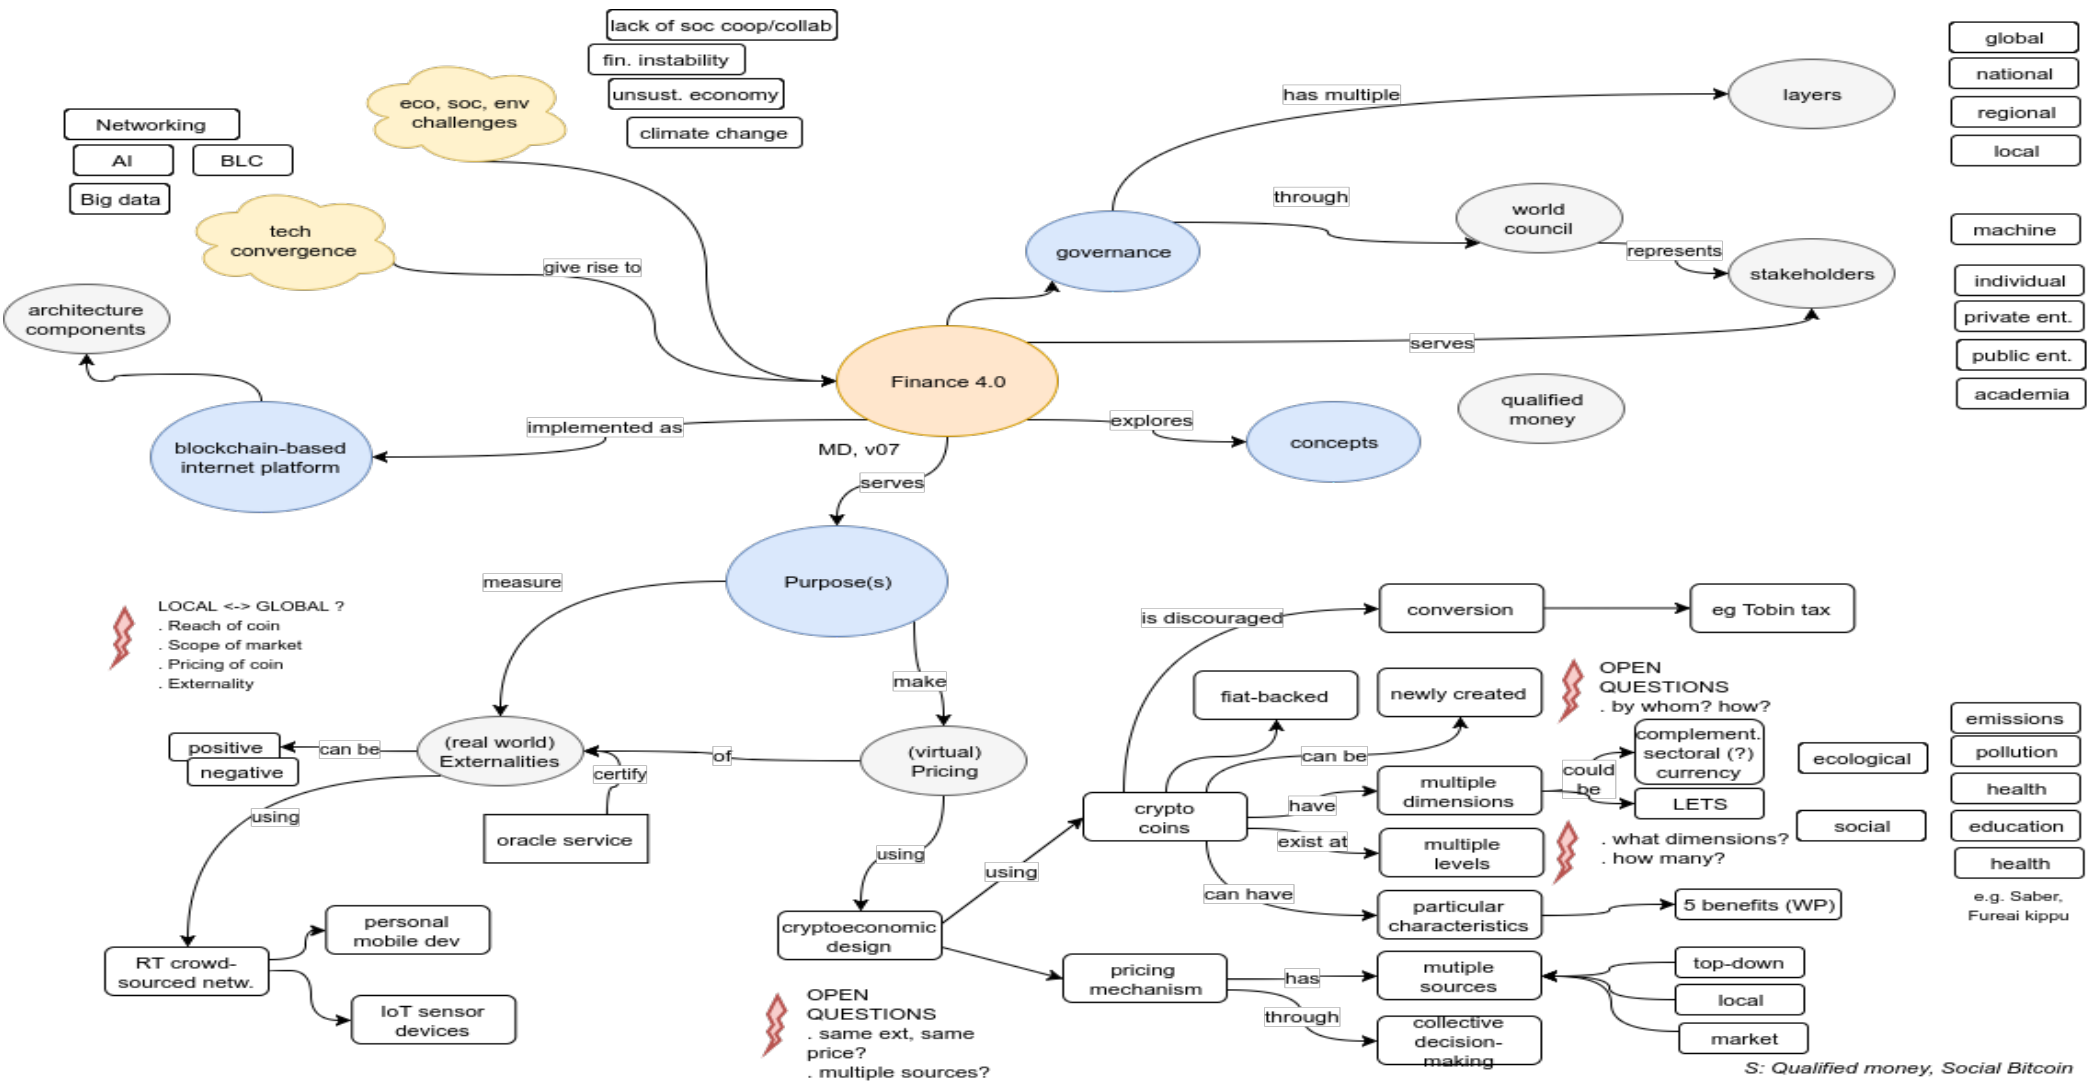 lack of soc coop/collab
fin. instability
unsust. economy
climate change
eco, soc, env
challenges
Networking
AI
BLC
Big data
tech
convergence
give rise to
architecture
components
blockchain-based
internet platform
implemented as
Finance 4.0
MD, v07
governance
has multiple
layers
global
national
regional
local
through
world
council
represents
stakeholders
serves
machine
individual
private ent.
public ent.
academia
explores
concepts
qualified
money
serves
Purpose(s)
measure
make
LOCAL <-> GLOBAL ?
. Reach of coin
. Scope of market
. Pricing of coin
. Externality
(real world)
Externalities
can be
positive
negative
of
(virtual)
Pricing
certify
oracle service
using
RT crowd-
sourced netw.
personal
mobile dev
IoT sensor
devices
using
cryptoeconomic
design
OPEN
QUESTIONS
. same ext, same
price?
. multiple sources?
using
crypto
coins
is discouraged
conversion
eg Tobin tax
fiat-backed
newly created
can be
OPEN
QUESTIONS
. by whom? how?
have
multiple
dimensions
could
be
complement.
sectoral (?)
currency
LETS
exist at
multiple
levels
. what dimensions?
. how many?
ecological
social
emissions
pollution
health
education
health
e.g. Saber,
Fureai kippu
can have
particular
characteristics
5 benefits (WP)
pricing
mechanism
has
mutiple
sources
top-down
local
market
through
collective
decision-
making
S: Qualified money, Social Bitcoin